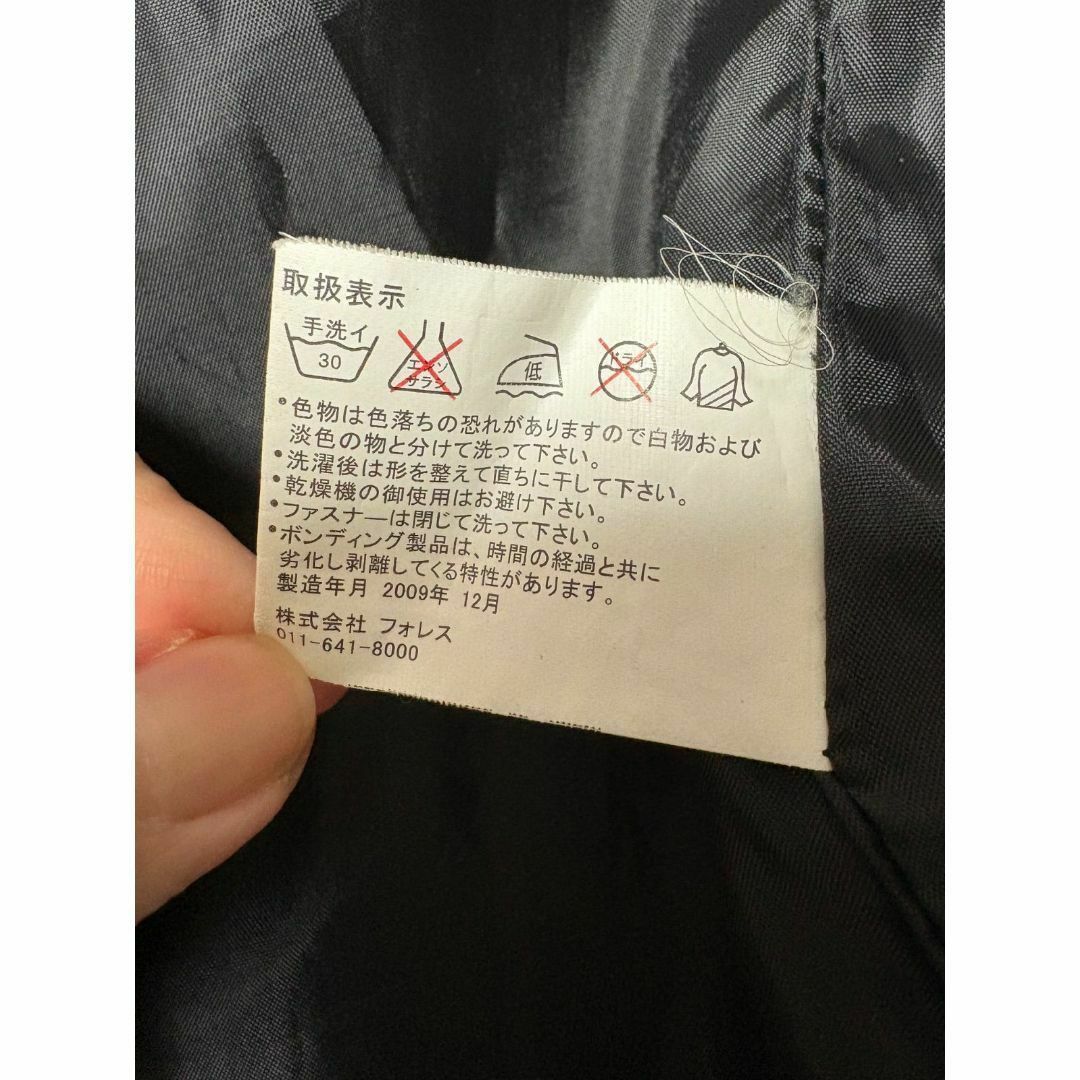 取扱表示
手洗イ
30
エンソ
サラシ
低
ドライ
・色物は色落ちの恐れがありますので白物および
淡色の物と分けて洗って下さい。
・洗濯後は形を整えて直ちに干して下さい。
・乾燥機の御使用はお避け下さい。
・ファスナーは閉じて洗って下さい。
・ボンディング製品は、時間の経過と共に
劣化し剥離してくる特性があります。
製造年月 2009年 12月
株式会社 フォレス
011-641-8000